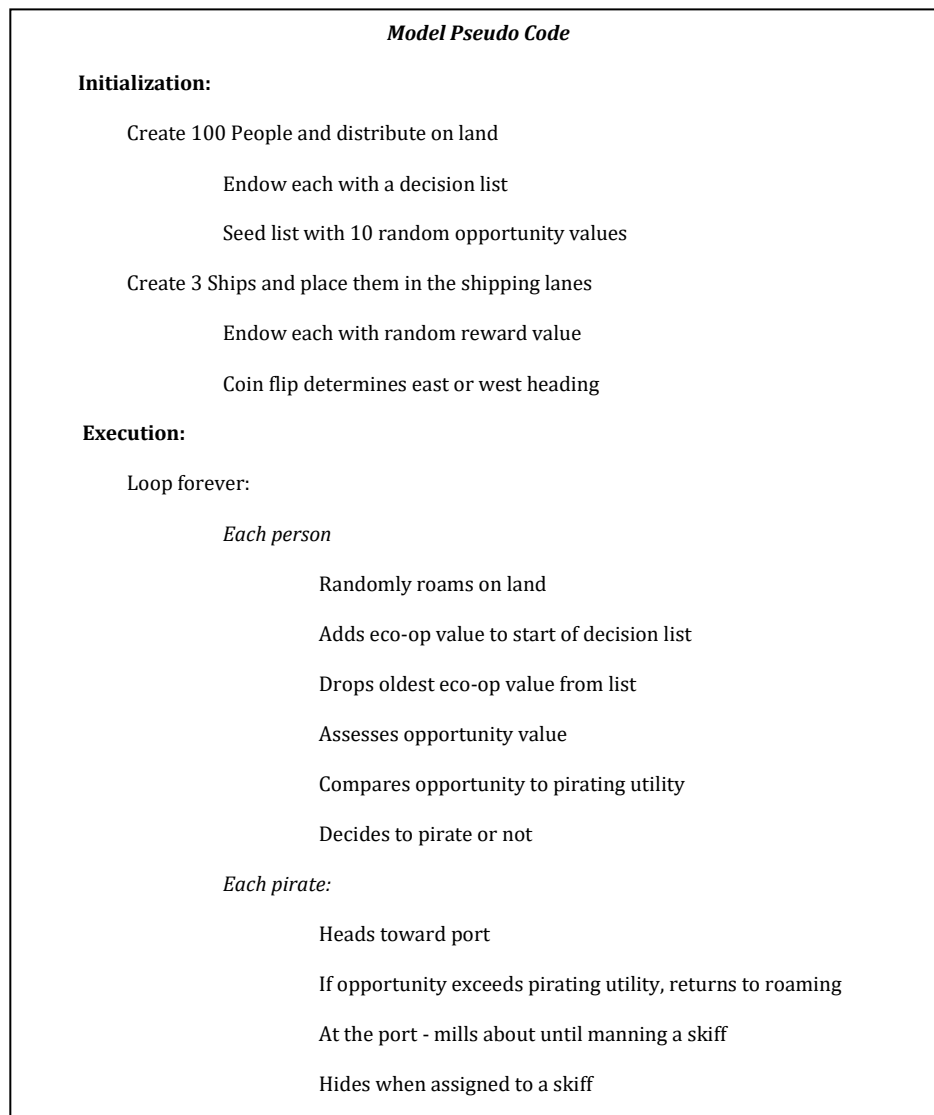 Model Pseudo Code
Initialization:
Create 100 People and distribute on land
Endow each with a decision list
Seed list with 10 random opportunity values
Create 3 Ships and place them in the shipping lanes
Endow each with random reward value
Coin flip determines east or west heading
Execution:
Loop forever:
Each person
Randomly roams on land
Adds eco-op value to start of decision list
Drops oldest eco-op value from list
Assesses opportunity value
Compares opportunity to pirating utility
Decides to pirate or not
Each pirate:
Heads toward port
If opportunity exceeds pirating utility, returns to roaming
At the port - mills about until manning a skiff
Hides when assigned to a skiff